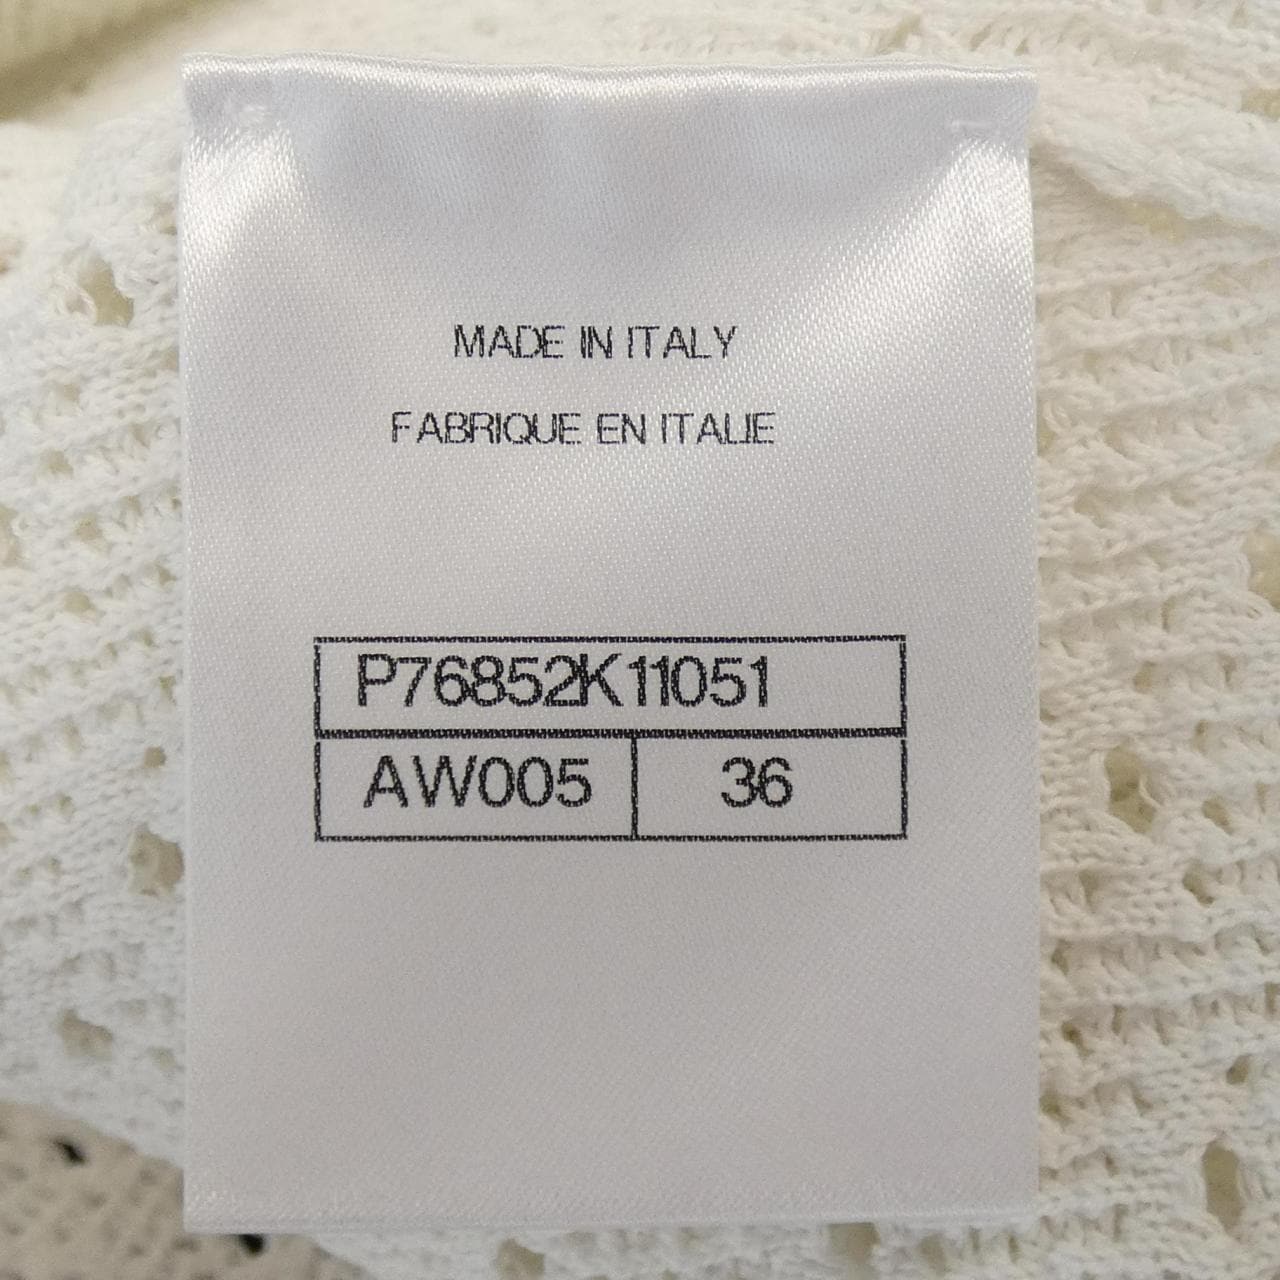 MADE IN ITALY
FABRIQUE EN ITALIE
P76852K11051
AW005 36